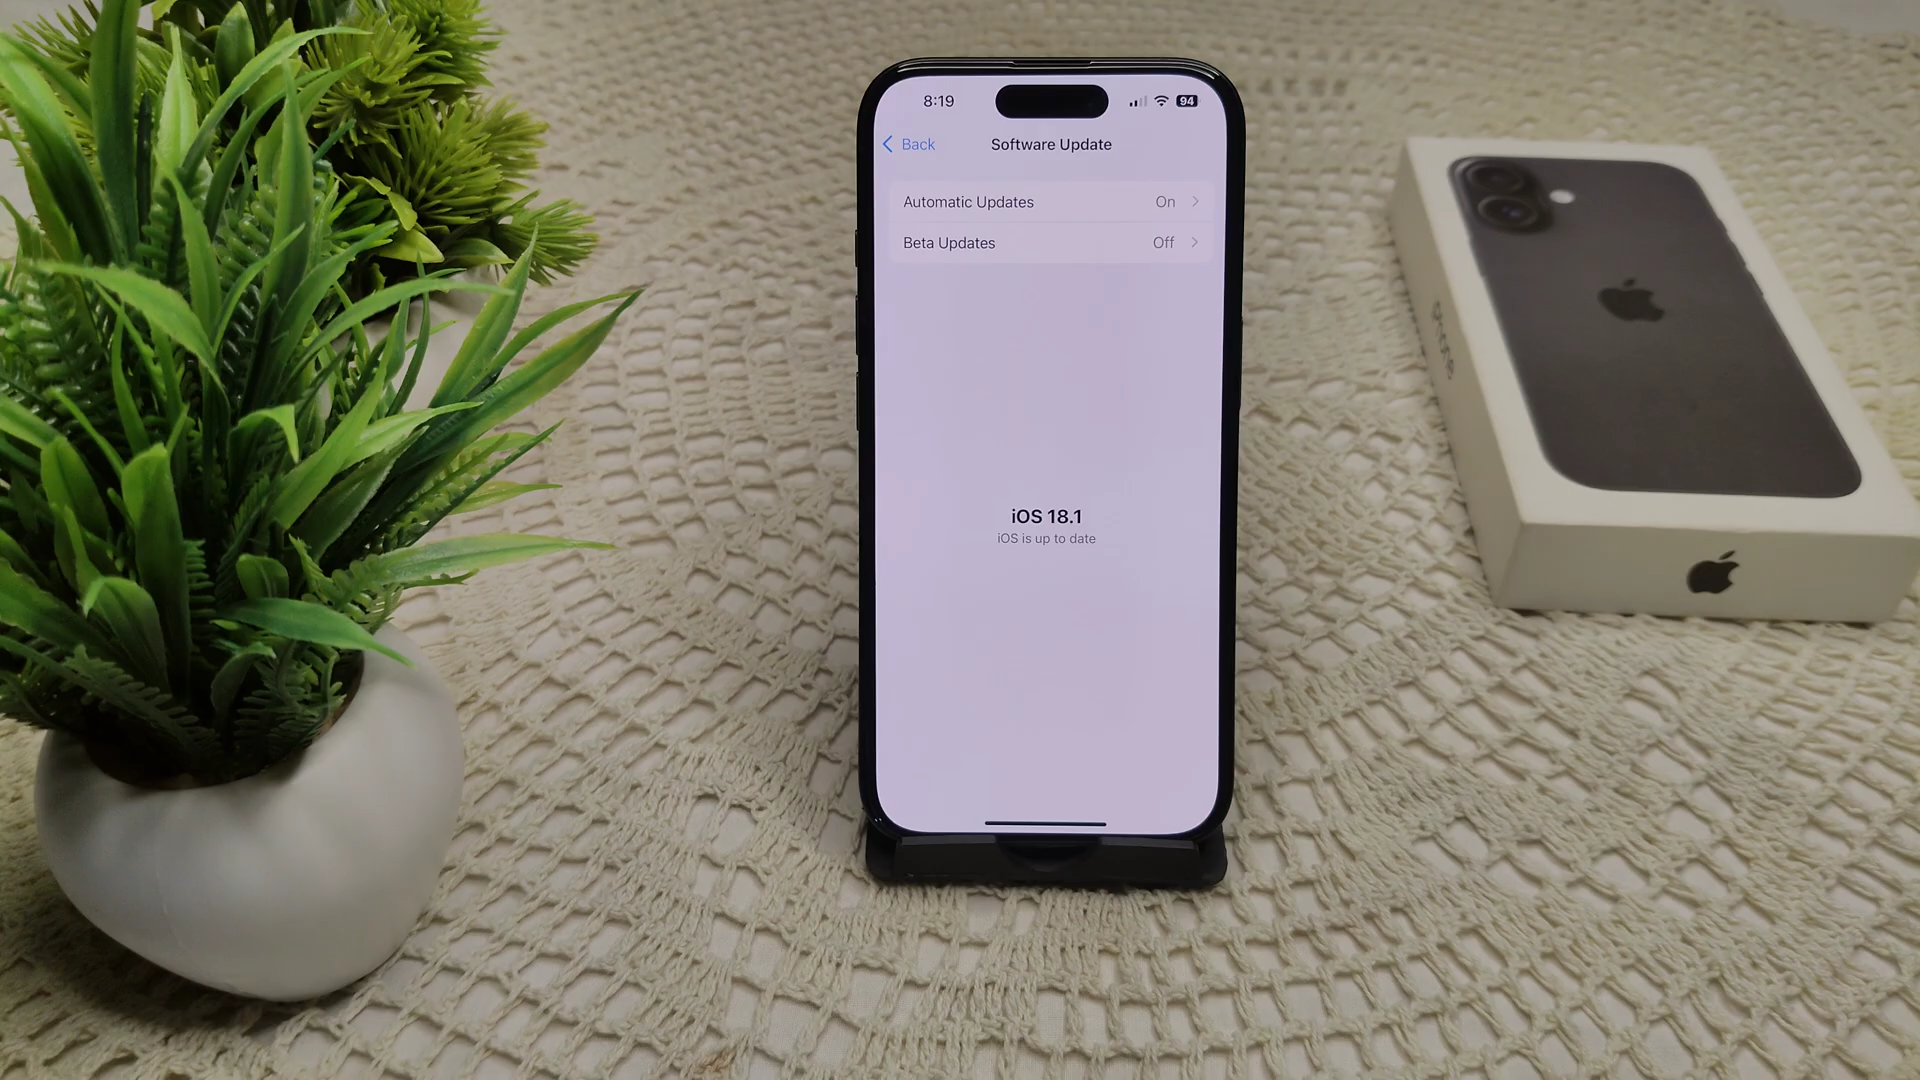 8:19
94
Back
Software Update
Automatic Updates On
Beta Updates Off
iOS 18.1
iOS is up to date
iPhone